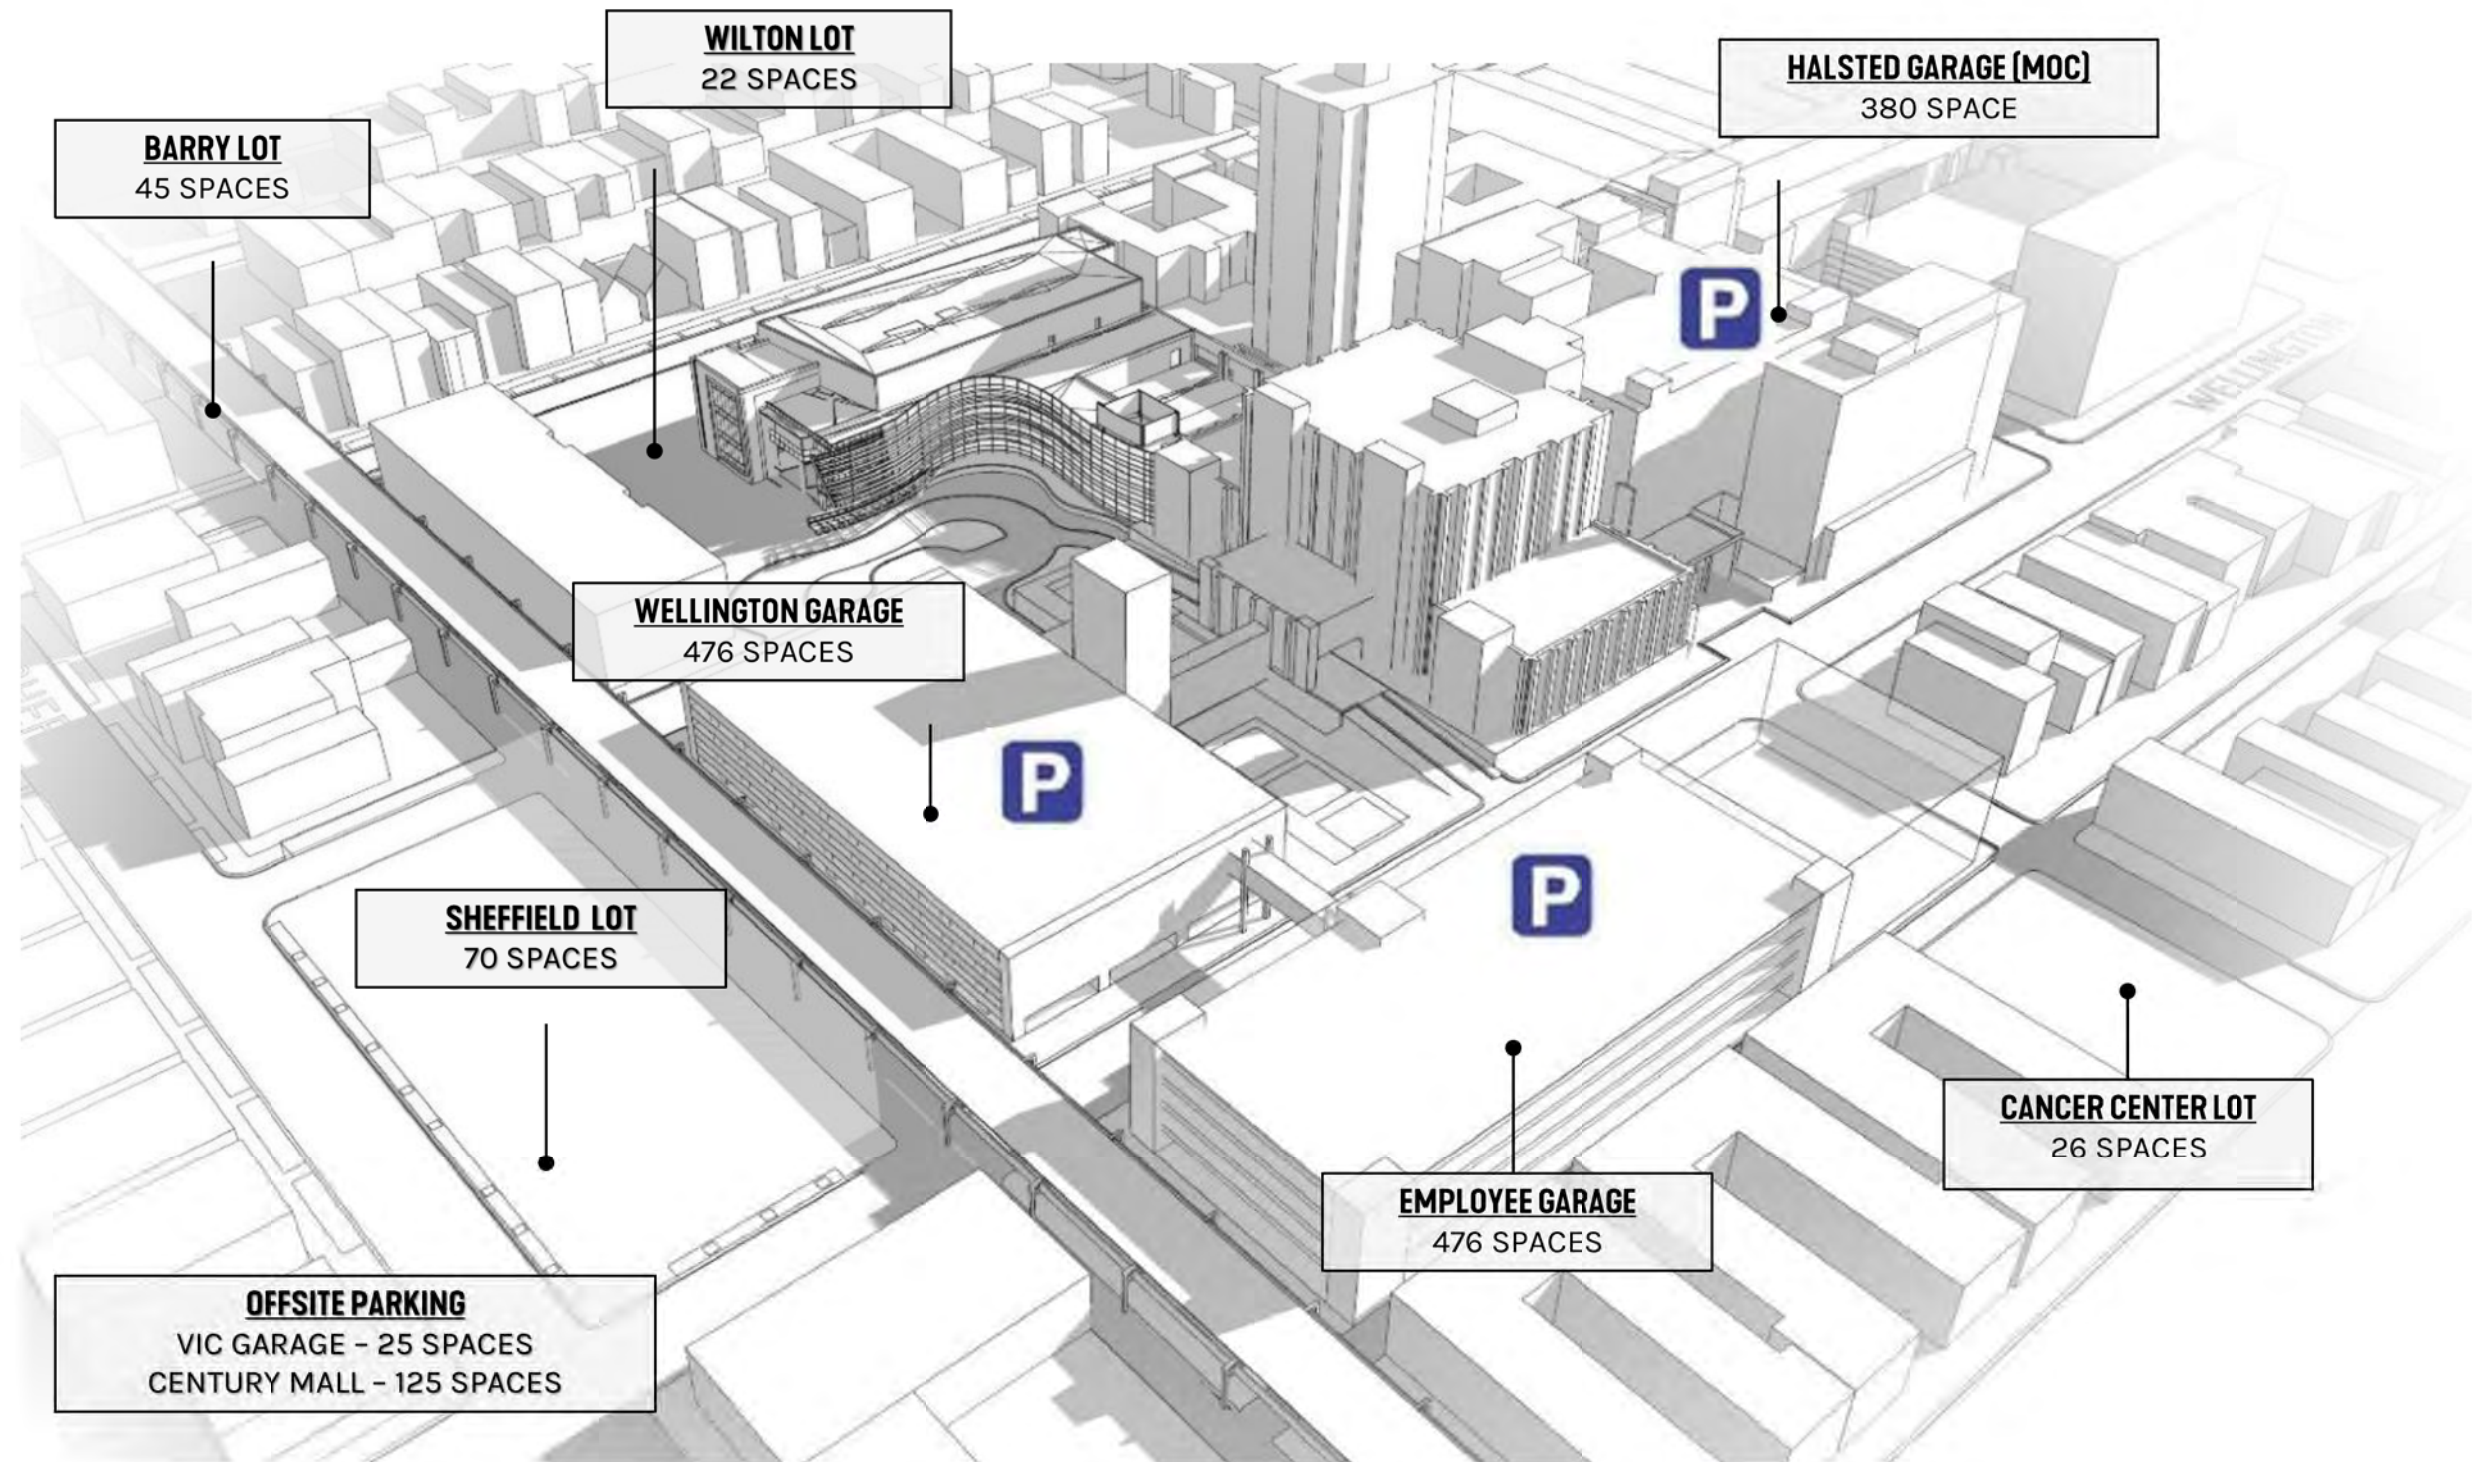 WILTON LOT
22 SPACES
HALSTED GARAGE (MOC)
380 SPACE
BARRY LOT
45 SPACES
P
WELLINGTON
WELLINGTON GARAGE
476 SPACES
P
P
SHEFFIELD LOT
70 SPACES
CANCER CENTER LOT
26 SPACES
EMPLOYEE GARAGE
476 SPACES
OFFSITE PARKING
VIC GARAGE – 25 SPACES
CENTURY MALL – 125 SPACES